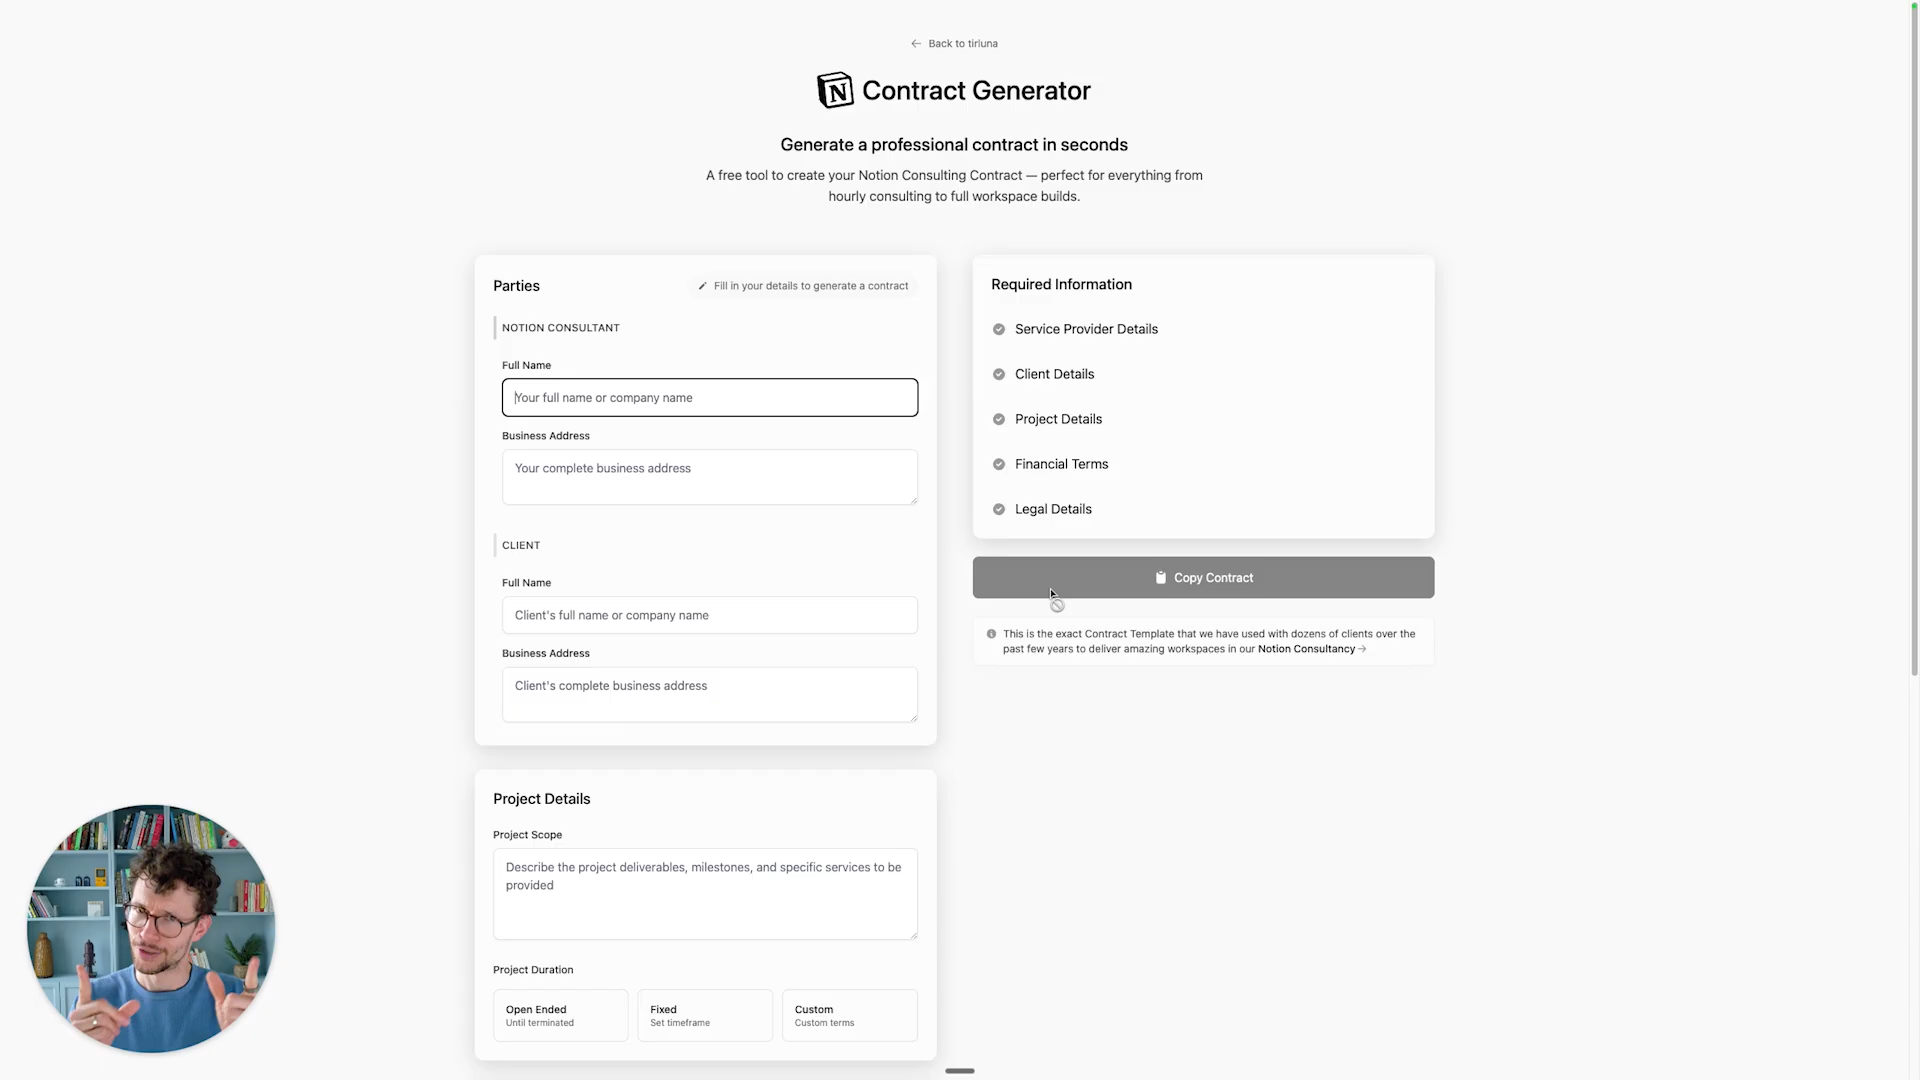 Back to tirluna
Contract Generator
Generate a professional contract in seconds
A free tool to create your Notion Consulting Contract — perfect for everything from
hourly consulting to full workspace builds.
Parties
Fill in your details to generate a contract
NOTION CONSULTANT
Full Name
Your full name or company name
Business Address
Your complete business address
CLIENT
Full Name
Client's full name or company name
Business Address
Client's complete business address
Project Details
Project Scope
Describe the project deliverables, milestones, and specific services to be
provided
Project Duration
Open Ended
Until terminated
Fixed
Set timeframe
Custom
Custom terms
Required Information
Service Provider Details
Client Details
Project Details
Financial Terms
Legal Details
Copy Contract
This is the exact Contract Template that we have used with dozens of clients over the
past few years to deliver amazing workspaces in our Notion Consultancy →